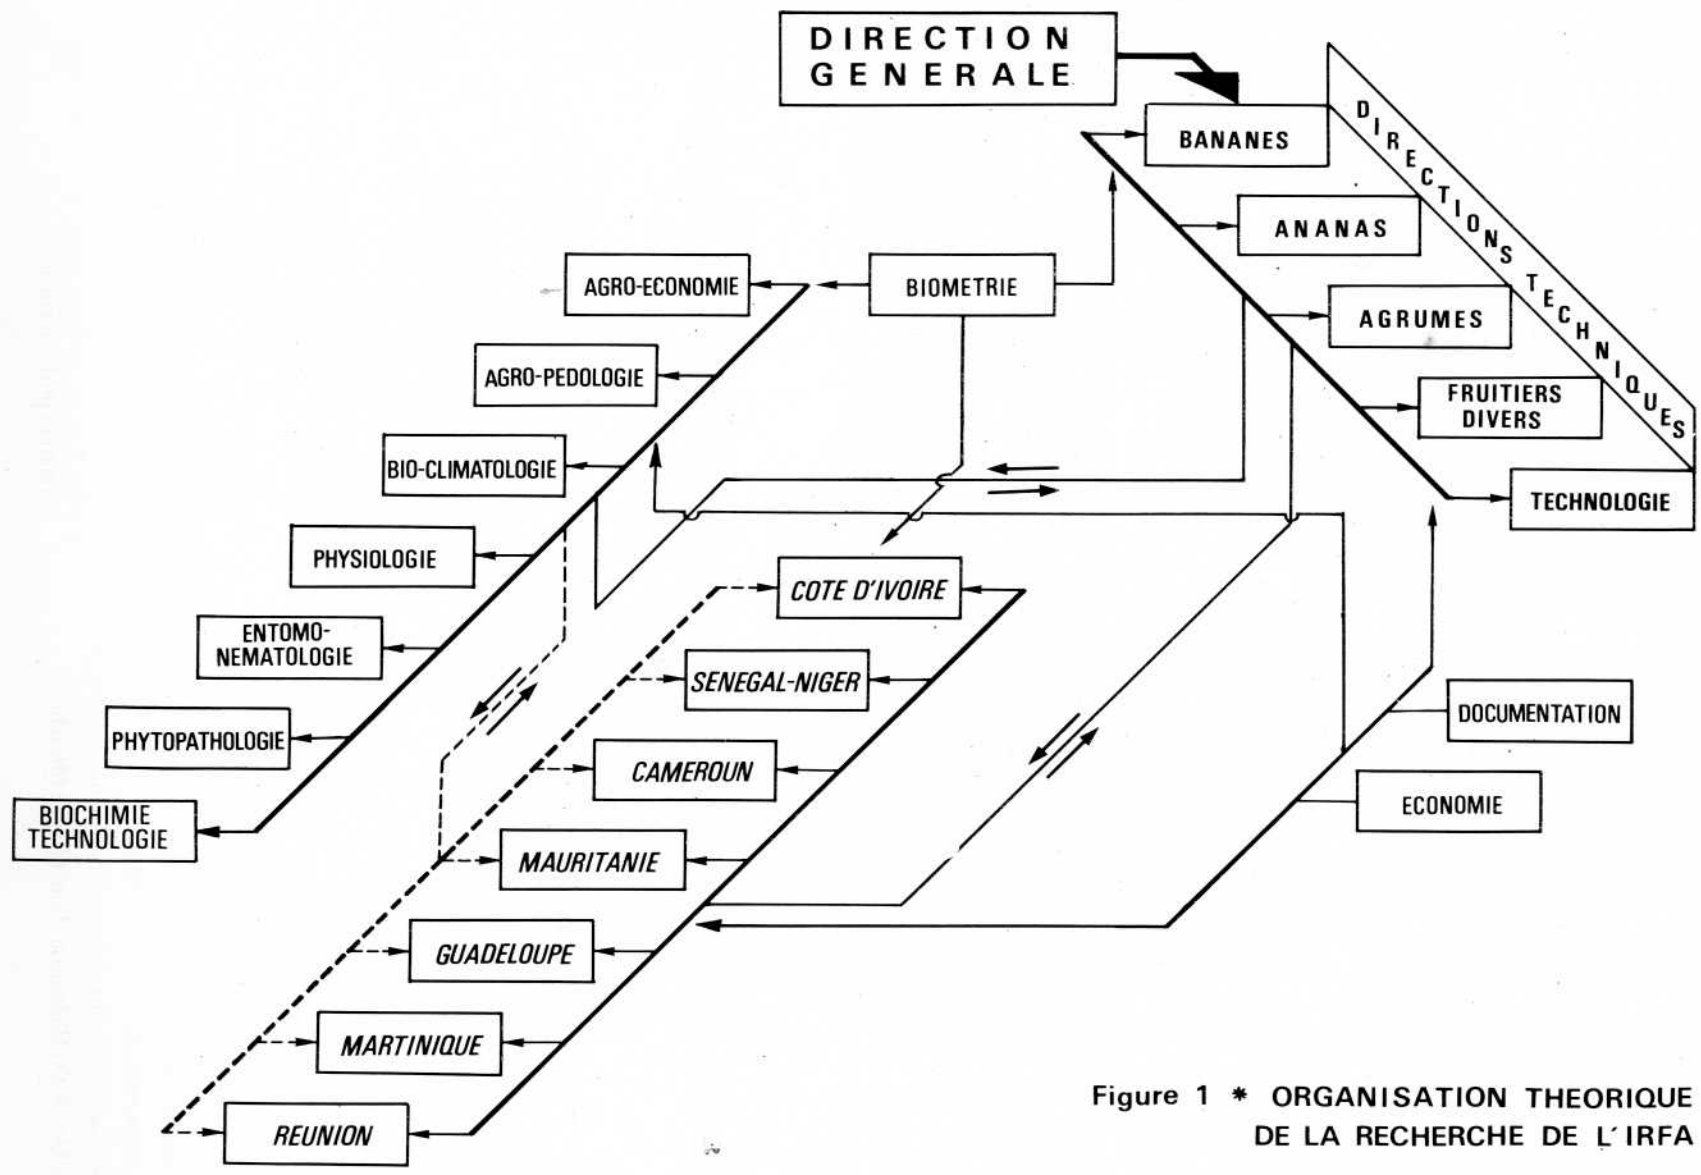 DIRECTION
GENERALE
DIRECTIONS TECHNIQUES
BANANES
ANANAS
AGRUMES
FRUITIERS
DIVERS
TECHNOLOGIE
BIOMETRIE
AGRO-ECONOMIE
AGRO-PEDOLOGIE
BIO-CLIMATOLOGIE
PHYSIOLOGIE
ENTOMO-
NEMATOLOGIE
PHYTOPATHOLOGIE
BIOCHIMIE
TECHNOLOGIE
COTE D'IVOIRE
SENEGAL-NIGER
CAMEROUN
MAURITANIE
GUADELOUPE
MARTINIQUE
REUNION
DOCUMENTATION
ECONOMIE
Figure 1 * ORGANISATION THEORIQUE
DE LA RECHERCHE DE L'IRFA